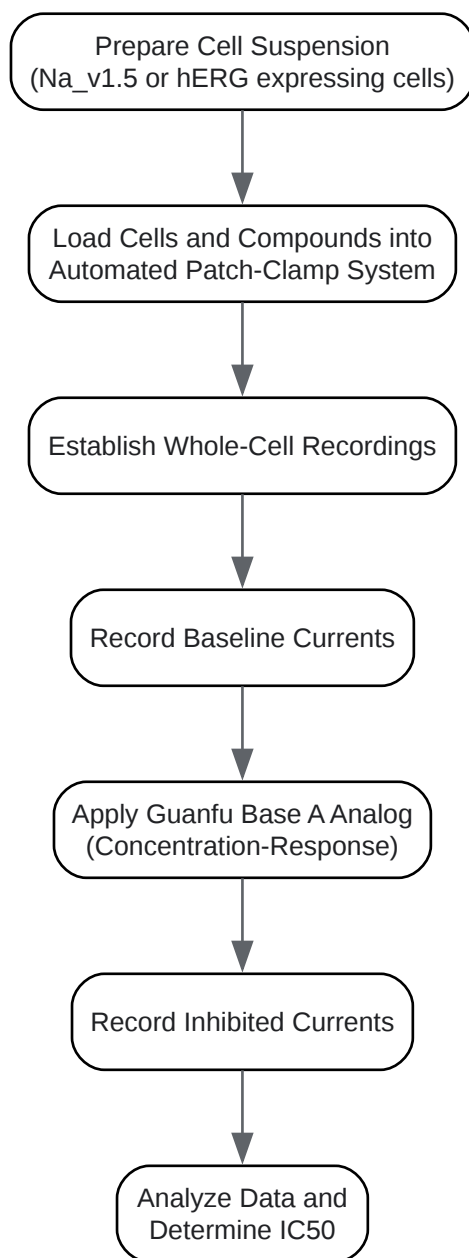 Prepare Cell Suspension
(Na_v1.5 or hERG expressing cells)
Load Cells and Compounds into
Automated Patch-Clamp System
Establish Whole-Cell Recordings
Record Baseline Currents
Apply Guanfu Base A Analog
(Concentration-Response)
Record Inhibited Currents
Analyze Data and
Determine IC50